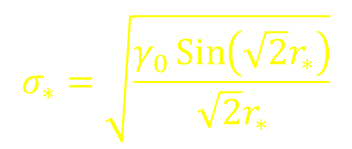 σ∗ = √(γ₀ Sin(√2r∗) / √2r∗)